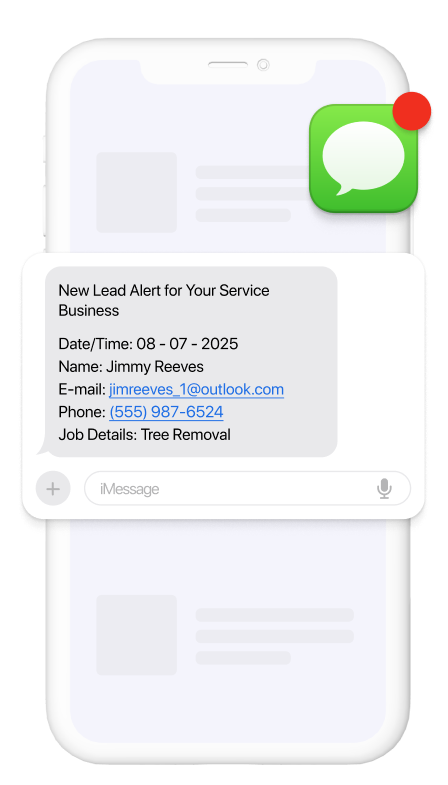 New Lead Alert for Your Service
Business
Date/Time: 08 - 07 - 2025
Name: Jimmy Reeves
E-mail: jimreeves_1@outlook.com
Phone: (555) 987-6524
Job Details: Tree Removal
iMessage